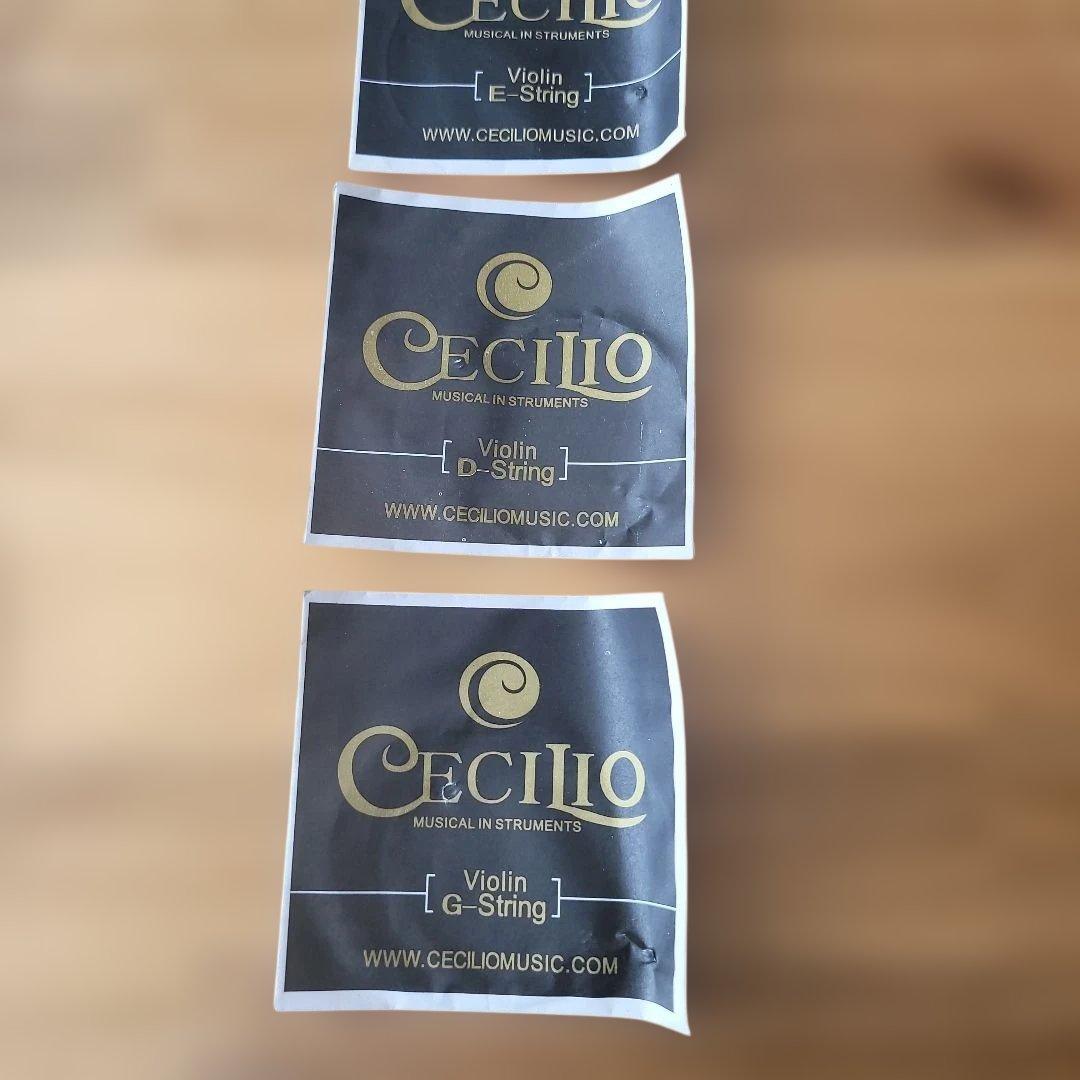 CECILIO
MUSICAL IN STRUMENTS
Violin
E-String
WWW.CECILIOMUSIC.COM
CECILIO
MUSICAL IN STRUMENTS
Violin
D-String
WWW.CECILIOMUSIC.COM
CECILIO
MUSICAL IN STRUMENTS
Violin
G-String
WWW.CECILIOMUSIC.COM